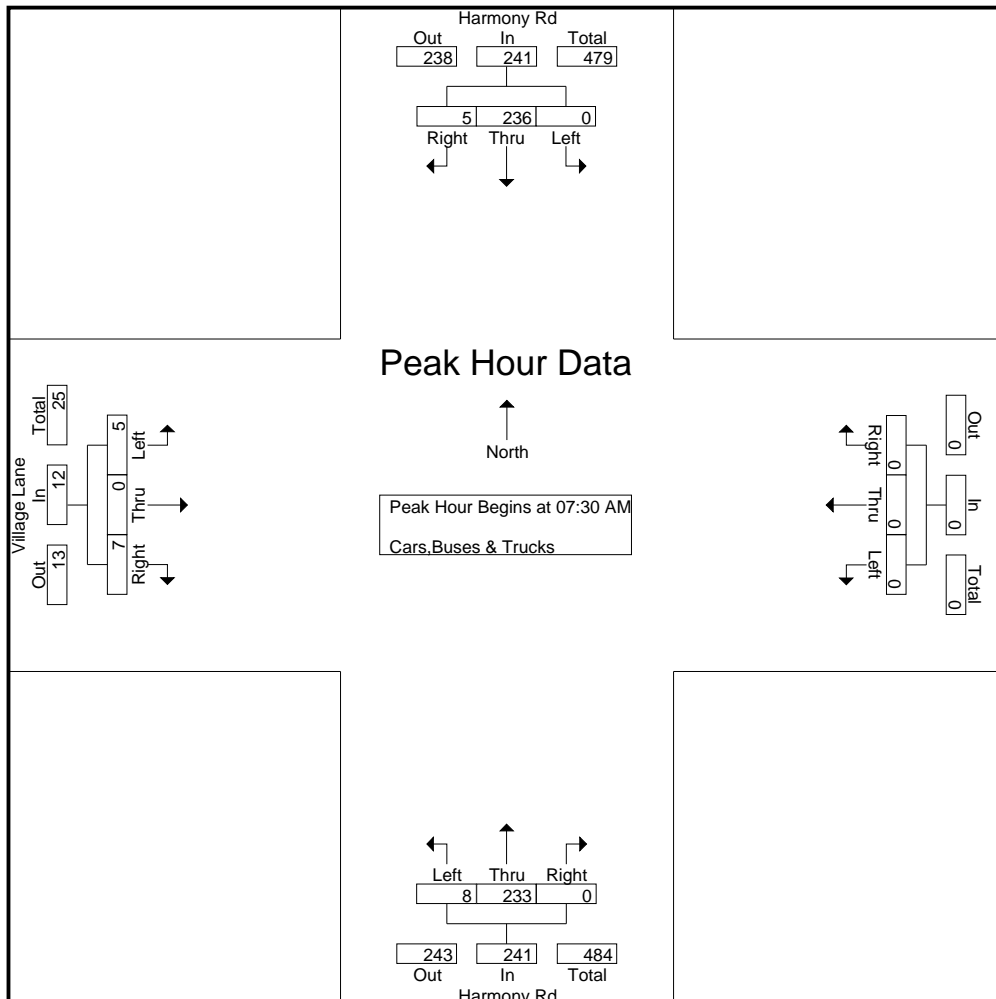 Harmony Rd
Out In Total
238 241 479
5 236 0
Right Thru Left
Peak Hour Data
North
Peak Hour Begins at 07:30 AM
Cars,Buses & Trucks
Village Lane
Out In Total
13 12 25
5 0 7
Left Thru Right
Right Thru Left
0 0 0
Out In Total
0 0 0
Left Thru Right
8 233 0
243 241 484
Out In Total
Harmony Rd